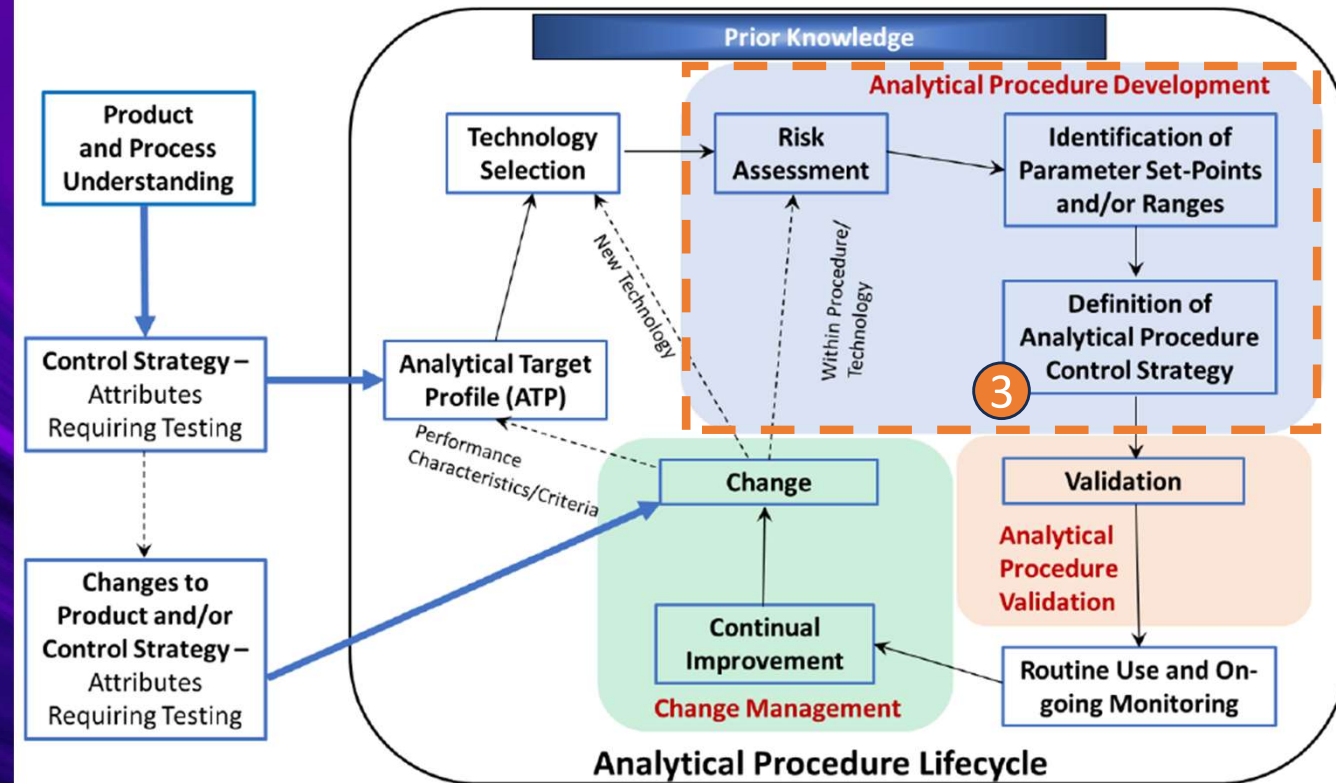 Prior Knowledge
Analytical Procedure Development
Product
and Process
Understanding
Technology
Selection
Risk
Assessment
Identification of
Parameter Set-Points
and/or Ranges
New Technology
Within Procedure/
Technology
Control Strategy –
Attributes
Requiring Testing
Analytical Target
Profile (ATP)
Definition of
Analytical Procedure
Control Strategy
3
Performance
Characteristics/Criteria
Change
Validation
Analytical
Procedure
Validation
Changes to
Product and/or
Control Strategy –
Attributes
Requiring Testing
Continual
Improvement
Change Management
Routine Use and On-
going Monitoring
Analytical Procedure Lifecycle